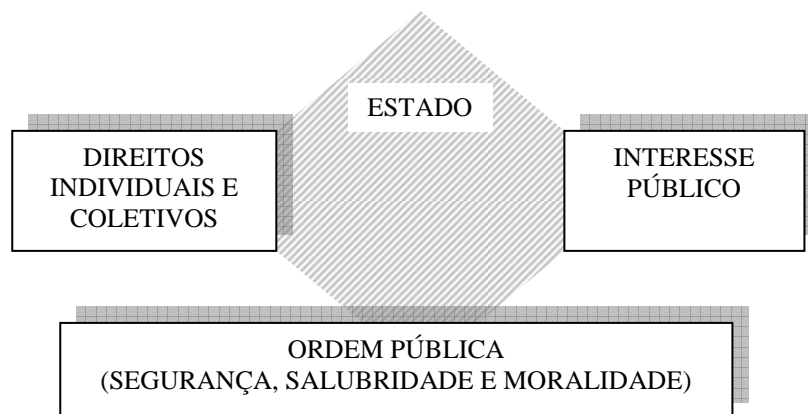 ESTADO
DIREITOS
INDIVIDUAIS E
COLETIVOS
INTERESSE
PÚBLICO
ORDEM PÚBLICA
(SEGURANÇA, SALUBRIDADE E MORALIDADE)